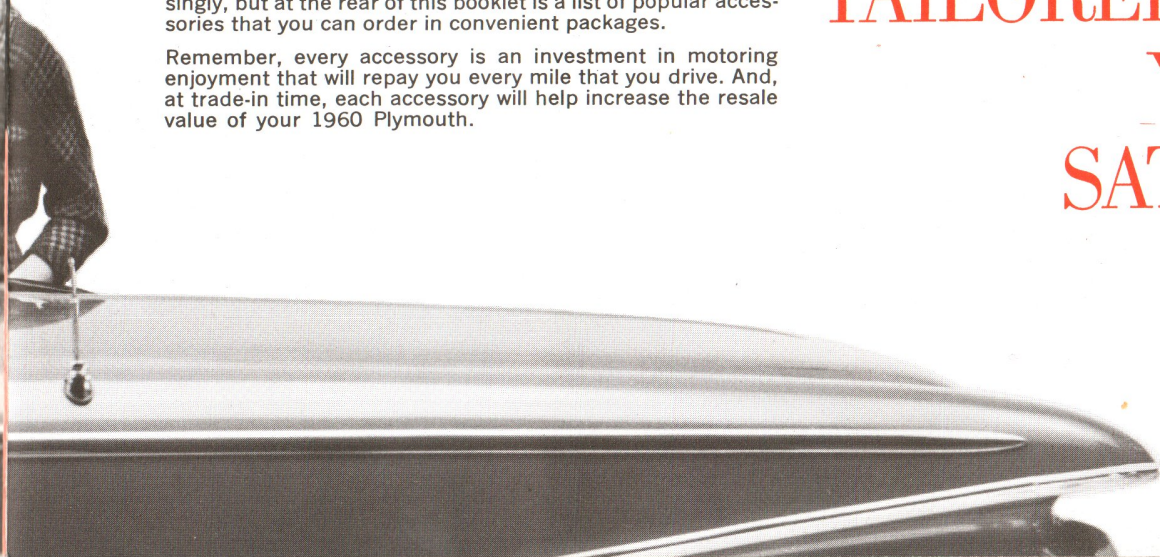 singly, but at the rear of this booklet is a list of popular acces-
sories that you can order in convenient packages.
Remember, every accessory is an investment in motoring
enjoyment that will repay you every mile that you drive. And,
at trade-in time, each accessory will help increase the resale
value of your 1960 Plymouth.